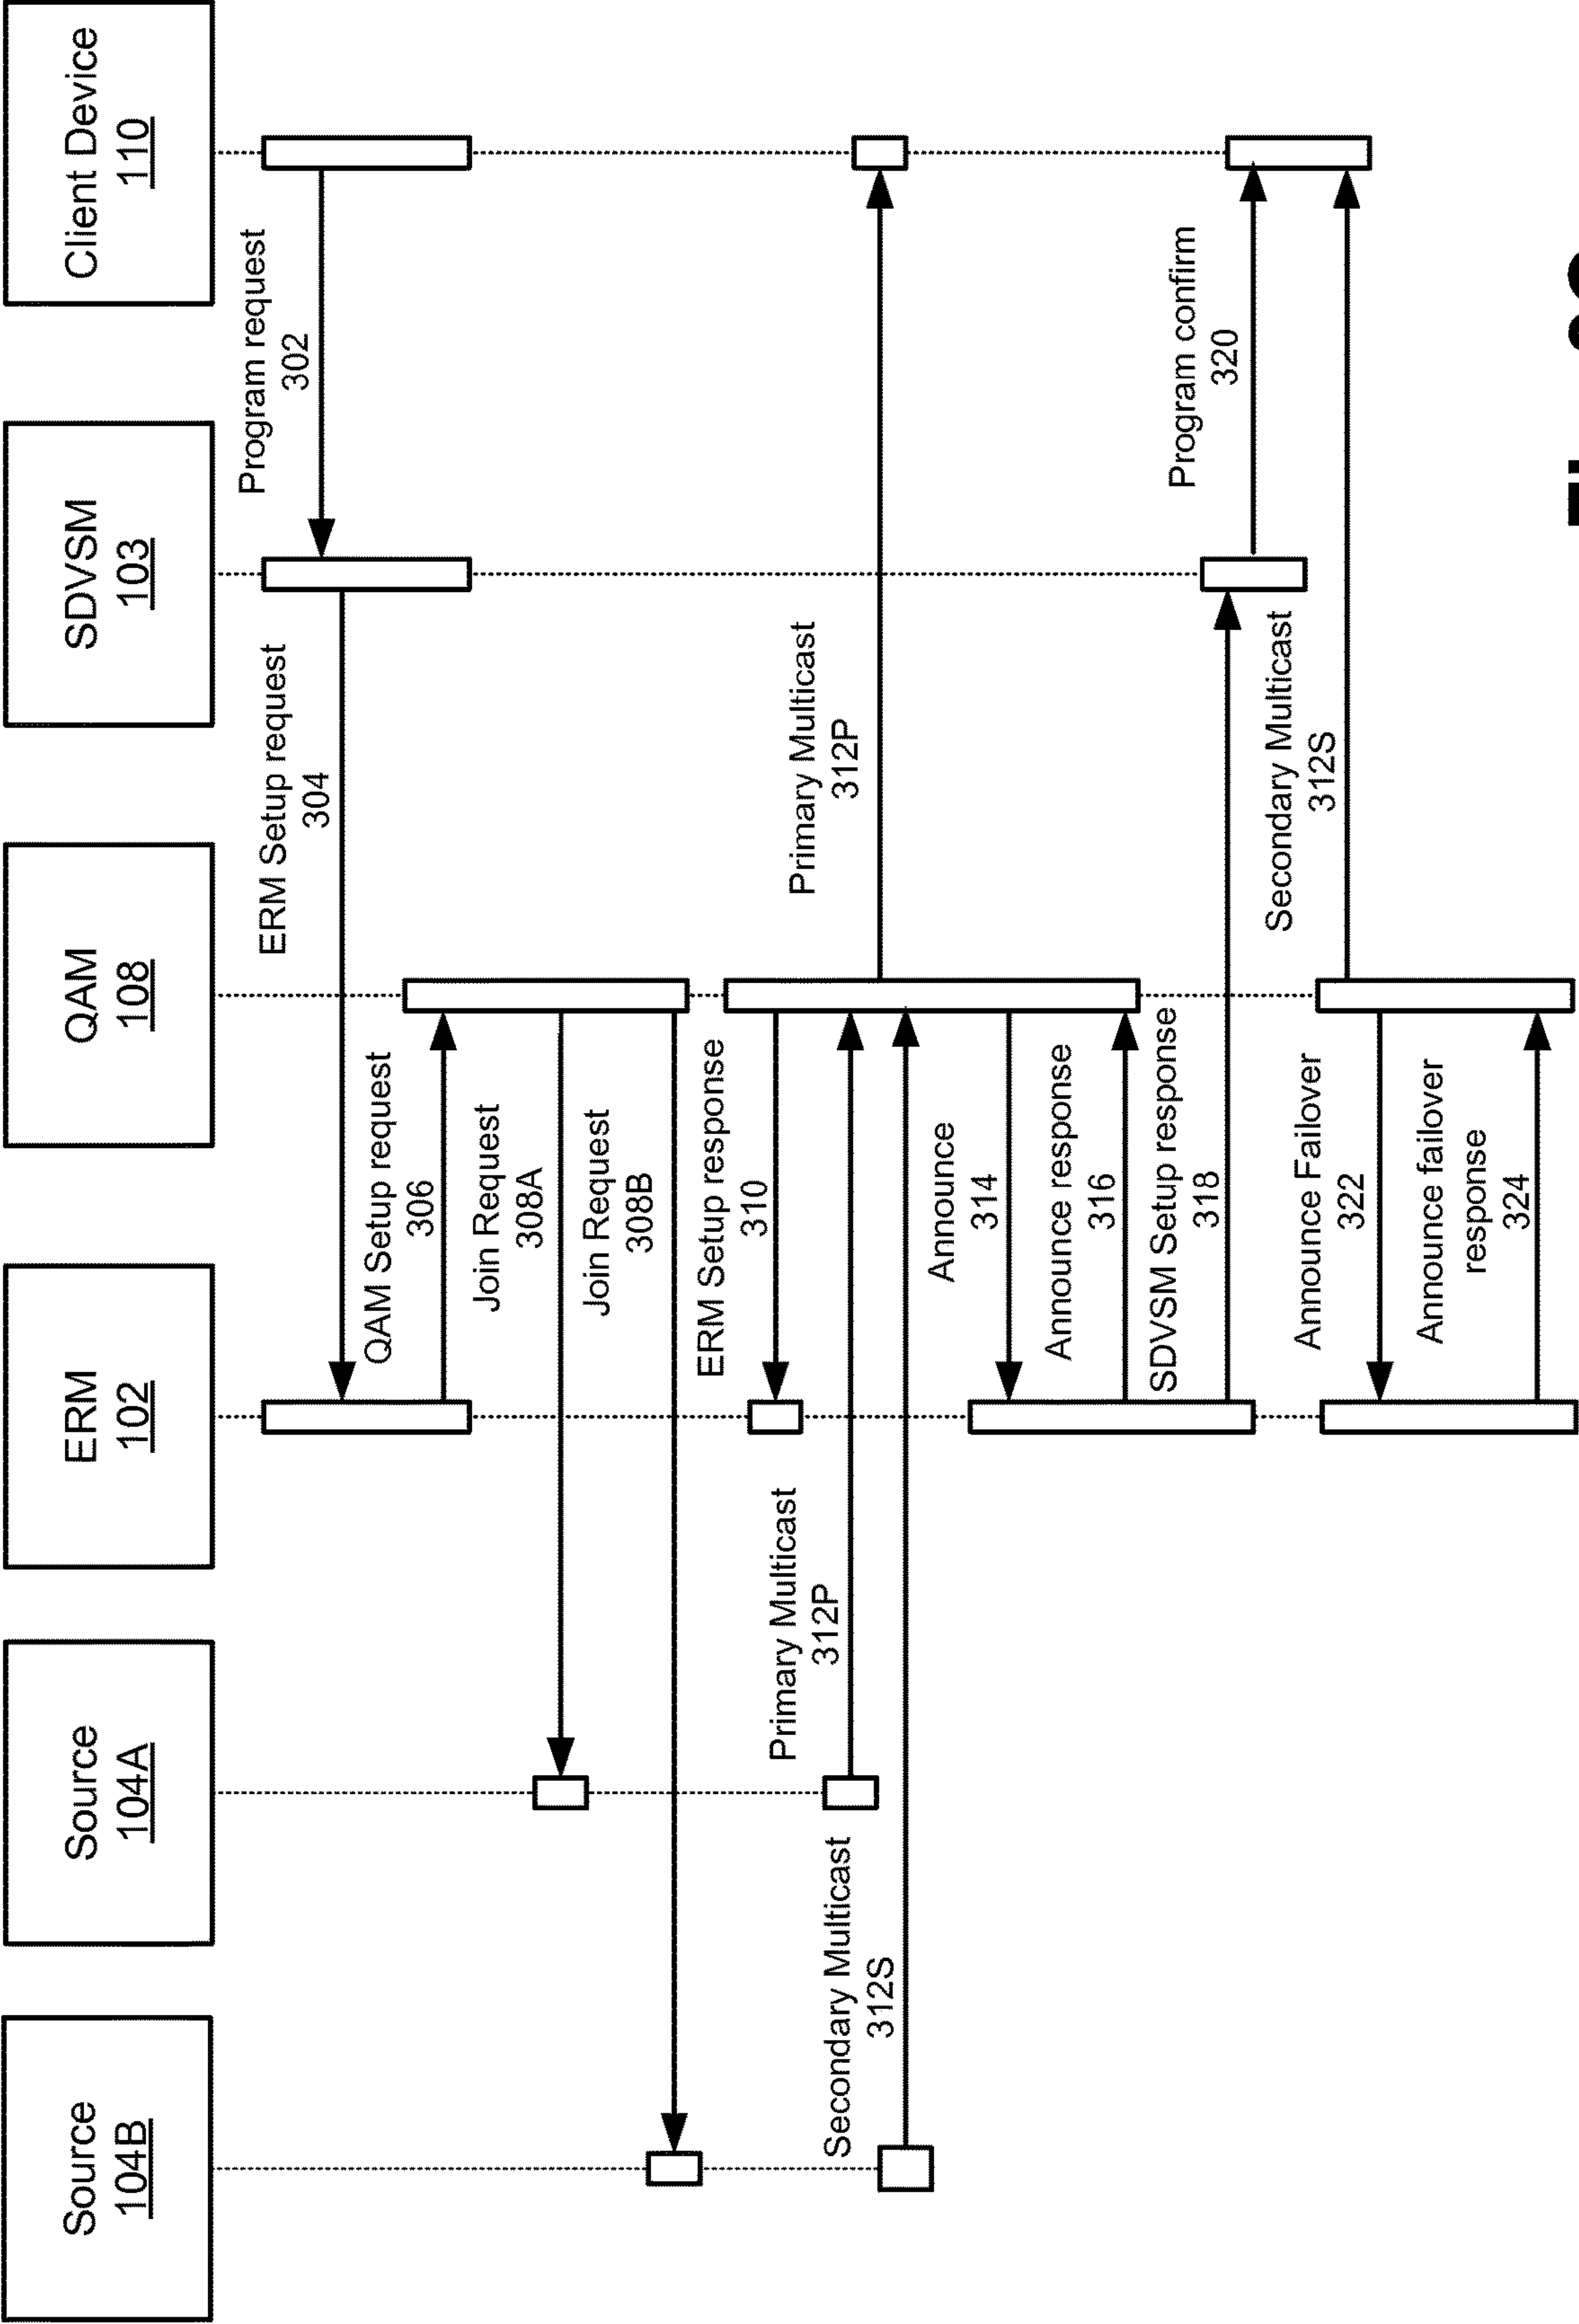 Source
104B
Source
104A
ERM
102
QAM
108
SDVSM
103
Client Device
110
Program request
302
ERM Setup request
304
QAM Setup request
306
Join Request
308A
Join Request
308B
ERM Setup response
310
Primary Multicast
312P
Primary Multicast
312P
Secondary Multicast
312S
Announce
314
Announce response
316
SDVSM Setup response
318
Program confirm
320
Secondary Multicast
312S
Announce Failover
322
Announce failover
response
324